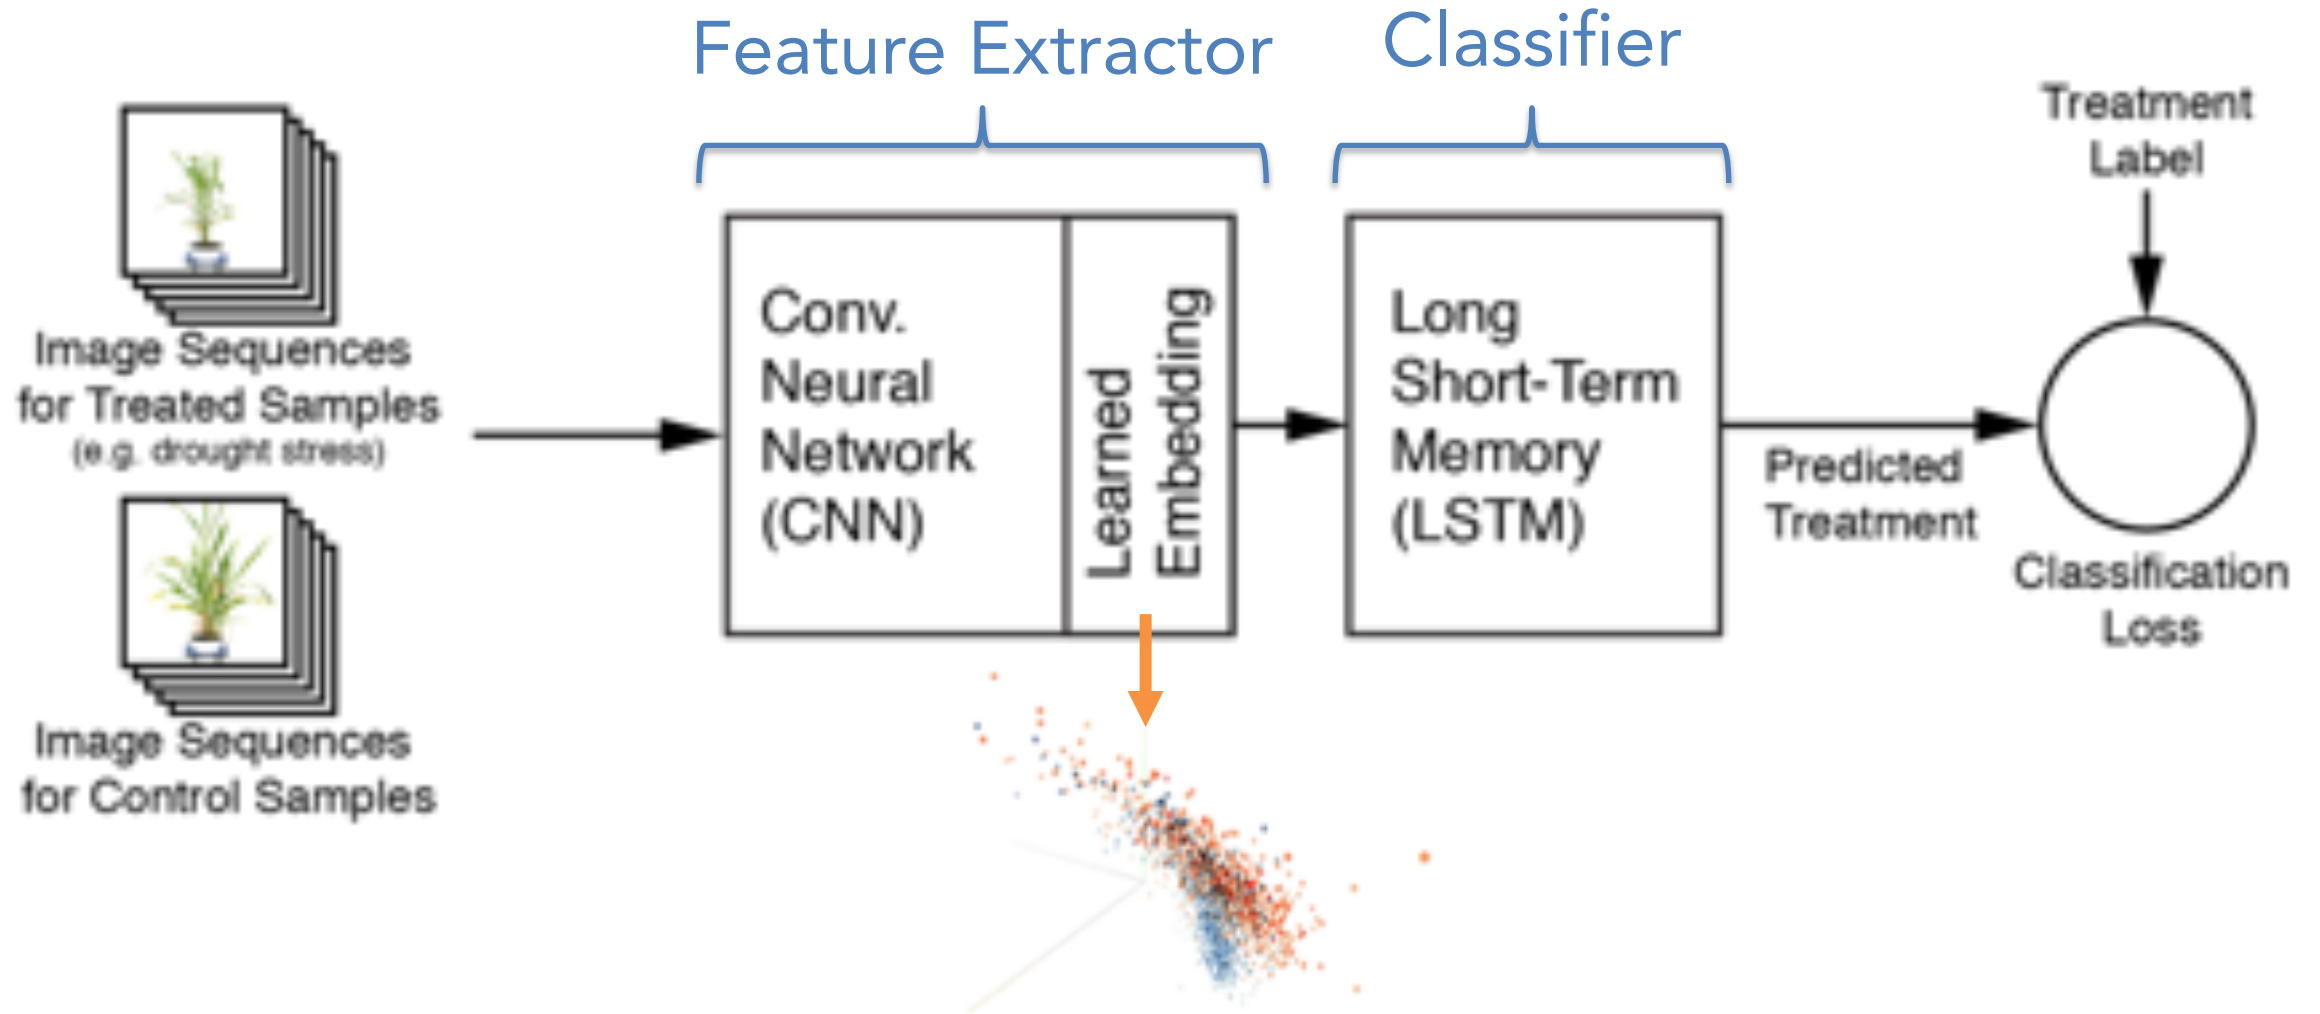 Feature Extractor
Classifier
Treatment
Label
Image Sequences
for Treated Samples
(e.g. drought stress)
Image Sequences
for Control Samples
Conv.
Neural
Network
(CNN)
Learned
Embedding
Long
Short-Term
Memory
(LSTM)
Predicted
Treatment
Classification
Loss